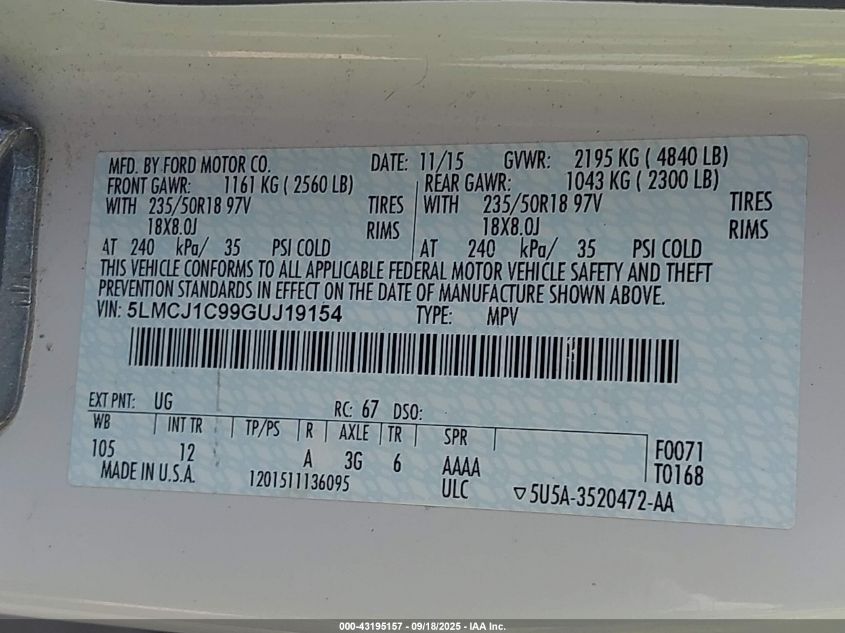 MFD. BY FORD MOTOR CO. DATE: 11/15 GVWR: 2195 KG ( 4840 LB)
FRONT GAWR: 1161 KG ( 2560 LB) REAR GAWR: 1043 KG ( 2300 LB)
WITH 235/50R18 97V TIRES WITH 235/50R18 97V TIRES
18X8.0J RIMS 18X8.0J RIMS
AT 240 kPa/ 35 PSI COLD AT 240 kPa/ 35 PSI COLD
THIS VEHICLE CONFORMS TO ALL APPLICABLE FEDERAL MOTOR VEHICLE SAFETY AND THEFT
PREVENTION STANDARDS IN EFFECT ON THE DATE OF MANUFACTURE SHOWN ABOVE.
VIN: 5LMCJ1C99GUJ19154 TYPE: MPV
EXT PNT: UG RC: 67 DSO:
WB INT TR TP/PS R AXLE TR SPR F0071
105 12 A 3G 6 AAAA T0168
MADE IN U.S.A. 1201511136095 ULC ▽5U5A-3520472-AA
000-43195157 - 09/18/2025 - IAA Inc.